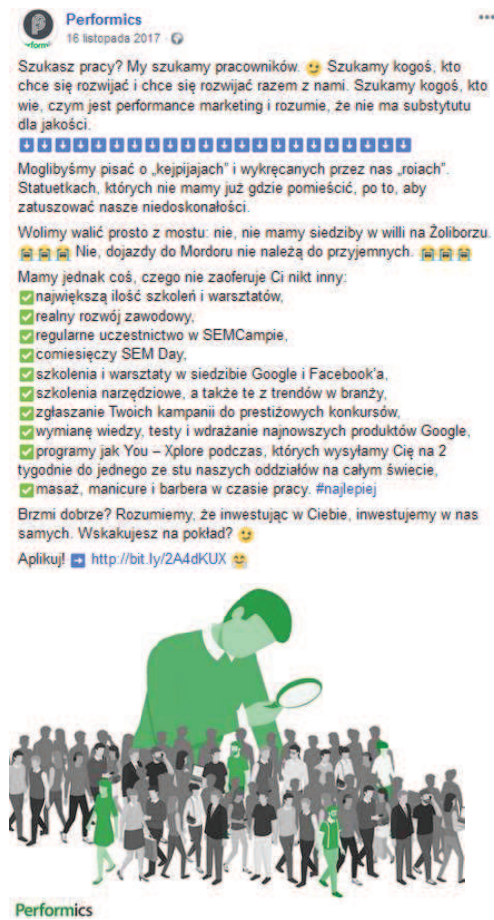 Performics
16 listopada 2017
Szukasz pracy? My szukamy pracowników. 😉 Szukamy kogoś, kto
chce się rozwijać i chce się rozwijać razem z nami. Szukamy kogoś, kto
wie, czym jest performance marketing i rozumie, że nie ma substytutu
dla jakości.
⬇⬇⬇⬇⬇⬇⬇⬇⬇⬇⬇⬇⬇⬇⬇⬇⬇⬇⬇⬇⬇⬇⬇
Moglibyśmy pisać o „kejpijajach” i wykręcanych przez nas „roiach”.
Statuetkach, których nie mamy już gdzie pomieścić, po to, aby
zatuszować nasze niedoskonałości.
Wolimy walić prosto z mostu: nie, nie mamy siedziby w willi na Żoliborzu.
😭😭😭 Nie, dojazdy do Mordoru nie należą do przyjemnych. 😭😭😭
Mamy jednak coś, czego nie zaoferuje Ci nikt inny:
✅największą ilość szkoleń i warsztatów,
✅realny rozwój zawodowy,
✅regularne uczestnictwo w SEMCampie,
✅comiesięczy SEM Day,
✅szkolenia i warsztaty w siedzibie Google i Facebook'a,
✅szkolenia narzędziowe, a także te z trendów w branży,
✅zgłaszanie Twoich kampanii do prestiżowych konkursów,
✅wymianę wiedzy, testy i wdrażanie najnowszych produktów Google,
✅programy jak You – Xplore podczas, których wysyłamy Cię na 2
tygodnie do jednego ze stu naszych oddziałów na całym świecie,
✅masaż, manicure i barbera w czasie pracy. #najlepiej
Brzmi dobrze? Rozumiemy, że inwestując w Ciebie, inwestujemy w nas
samych. Wskakujesz na pokład? 😉
Aplikuj! ➡ http://bit.ly/2A4dKUX 😊
Performics